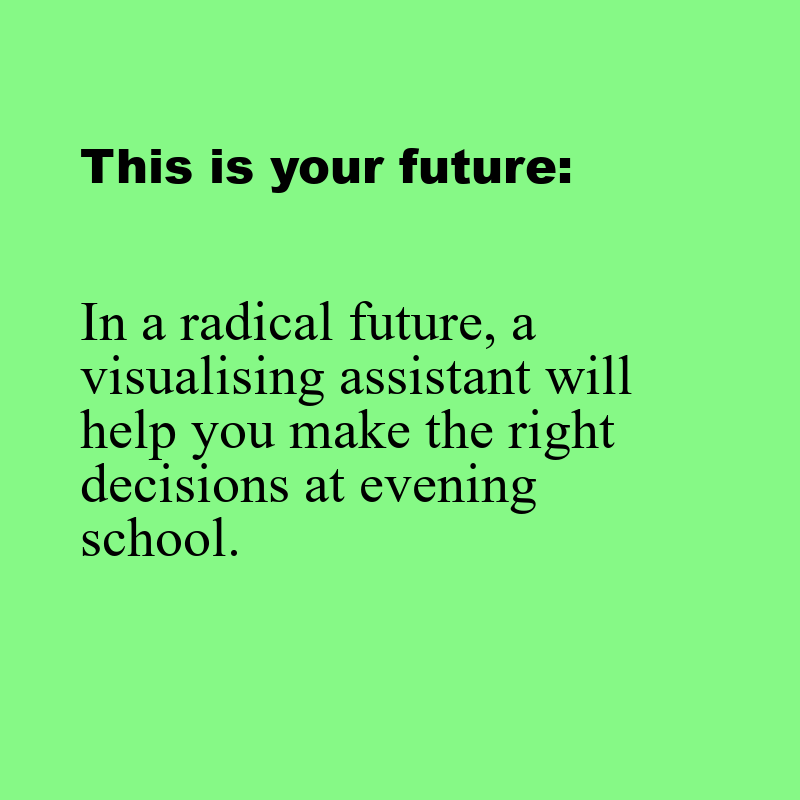 This is your future:
In a radical future, a
visualising assistant will
help you make the right
decisions at evening
school.